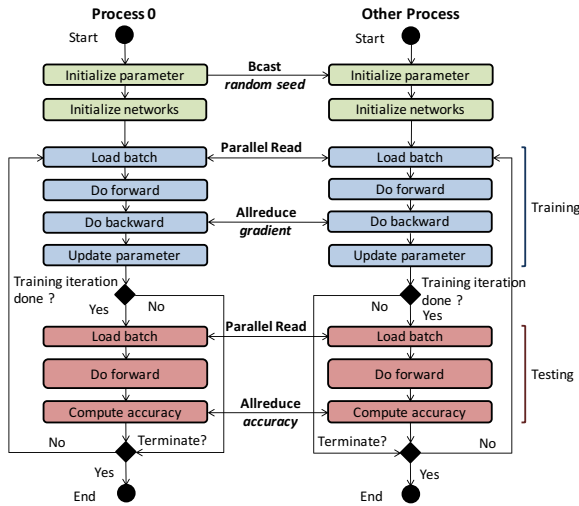 Process 0
Other Process
Start
Start
Initialize parameter
Bcast
random seed
Initialize parameter
Initialize networks
Initialize networks
Load batch
Parallel Read
Load batch
Do forward
Do forward
Do backward
Allreduce
gradient
Do backward
Training
Update parameter
Update parameter
Training iteration
done ?
Training iteration
done ?
Yes
No
No
Yes
Load batch
Parallel Read
Load batch
Do forward
Do forward
Testing
Compute accuracy
Allreduce
accuracy
Compute accuracy
No
Terminate?
Terminate?
No
Yes
Yes
End
End